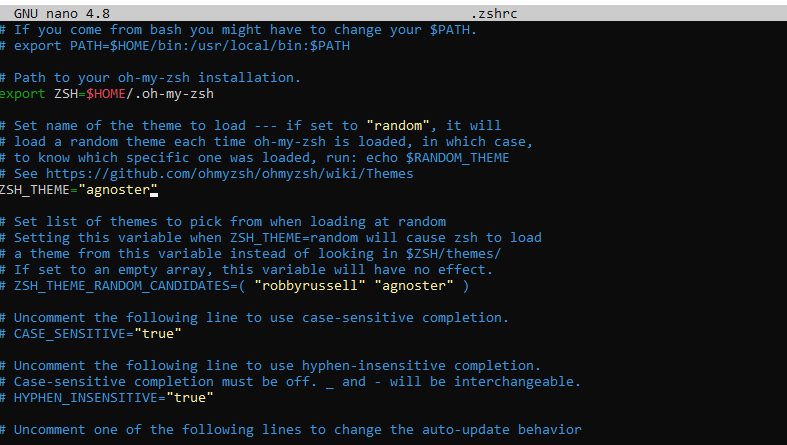 GNU nano 4.8 .zshrc
# If you come from bash you might have to change your $PATH.
# export PATH=$HOME/bin:/usr/local/bin:$PATH
# Path to your oh-my-zsh installation.
export ZSH=$HOME/.oh-my-zsh
# Set name of the theme to load --- if set to "random", it will
# load a random theme each time oh-my-zsh is loaded, in which case,
# to know which specific one was loaded, run: echo $RANDOM_THEME
# See https://github.com/ohmyzsh/ohmyzsh/wiki/Themes
ZSH_THEME="agnoster"
# Set list of themes to pick from when loading at random
# Setting this variable when ZSH_THEME=random will cause zsh to load
# a theme from this variable instead of looking in $ZSH/themes/
# If set to an empty array, this variable will have no effect.
# ZSH_THEME_RANDOM_CANDIDATES=( "robbyrussell" "agnoster" )
# Uncomment the following line to use case-sensitive completion.
# CASE_SENSITIVE="true"
# Uncomment the following line to use hyphen-insensitive completion.
# Case-sensitive completion must be off. _ and - will be interchangeable.
# HYPHEN_INSENSITIVE="true"
# Uncomment one of the following lines to change the auto-update behavior